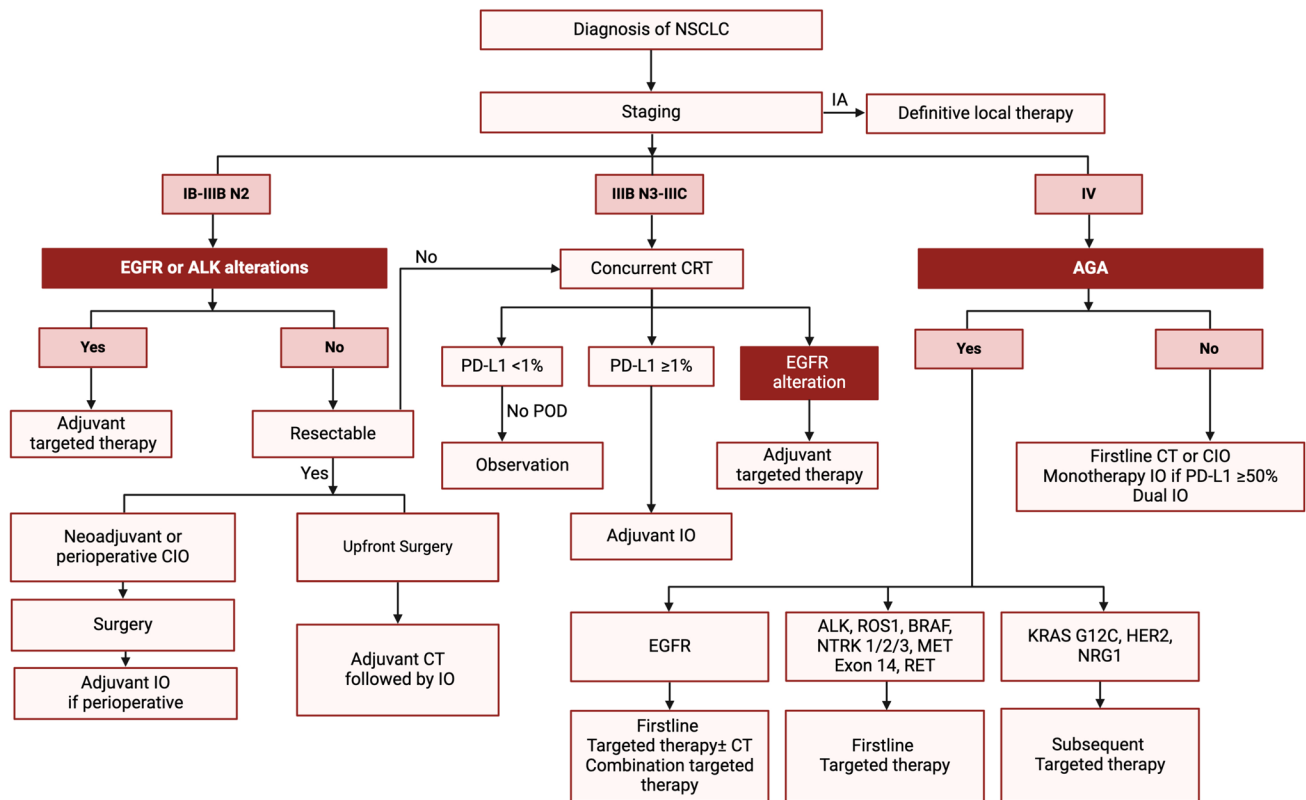 Diagnosis of NSCLC
Staging
IA
Definitive local therapy
IB-IIIB N2
IIIB N3-IIIC
IV
EGFR or ALK alterations
No
Concurrent CRT
AGA
Yes
No
PD-L1 <1%
PD-L1 ≥1%
EGFR
alteration
Yes
No
Adjuvant
targeted therapy
Resectable
No POD
Observation
Adjuvant
targeted therapy
Firstline CT or CIO
Monotherapy IO if PD-L1 ≥50%
Dual IO
Yes
Neoadjuvant or
perioperative CIO
Upfront Surgery
Adjuvant IO
Surgery
Adjuvant IO
if perioperative
Adjuvant CT
followed by IO
EGFR
ALK, ROS1, BRAF,
NTRK 1/2/3, MET
Exon 14, RET
KRAS G12C, HER2,
NRG1
Firstline
Targeted therapy± CT
Combination targeted
therapy
Firstline
Targeted therapy
Subsequent
Targeted therapy